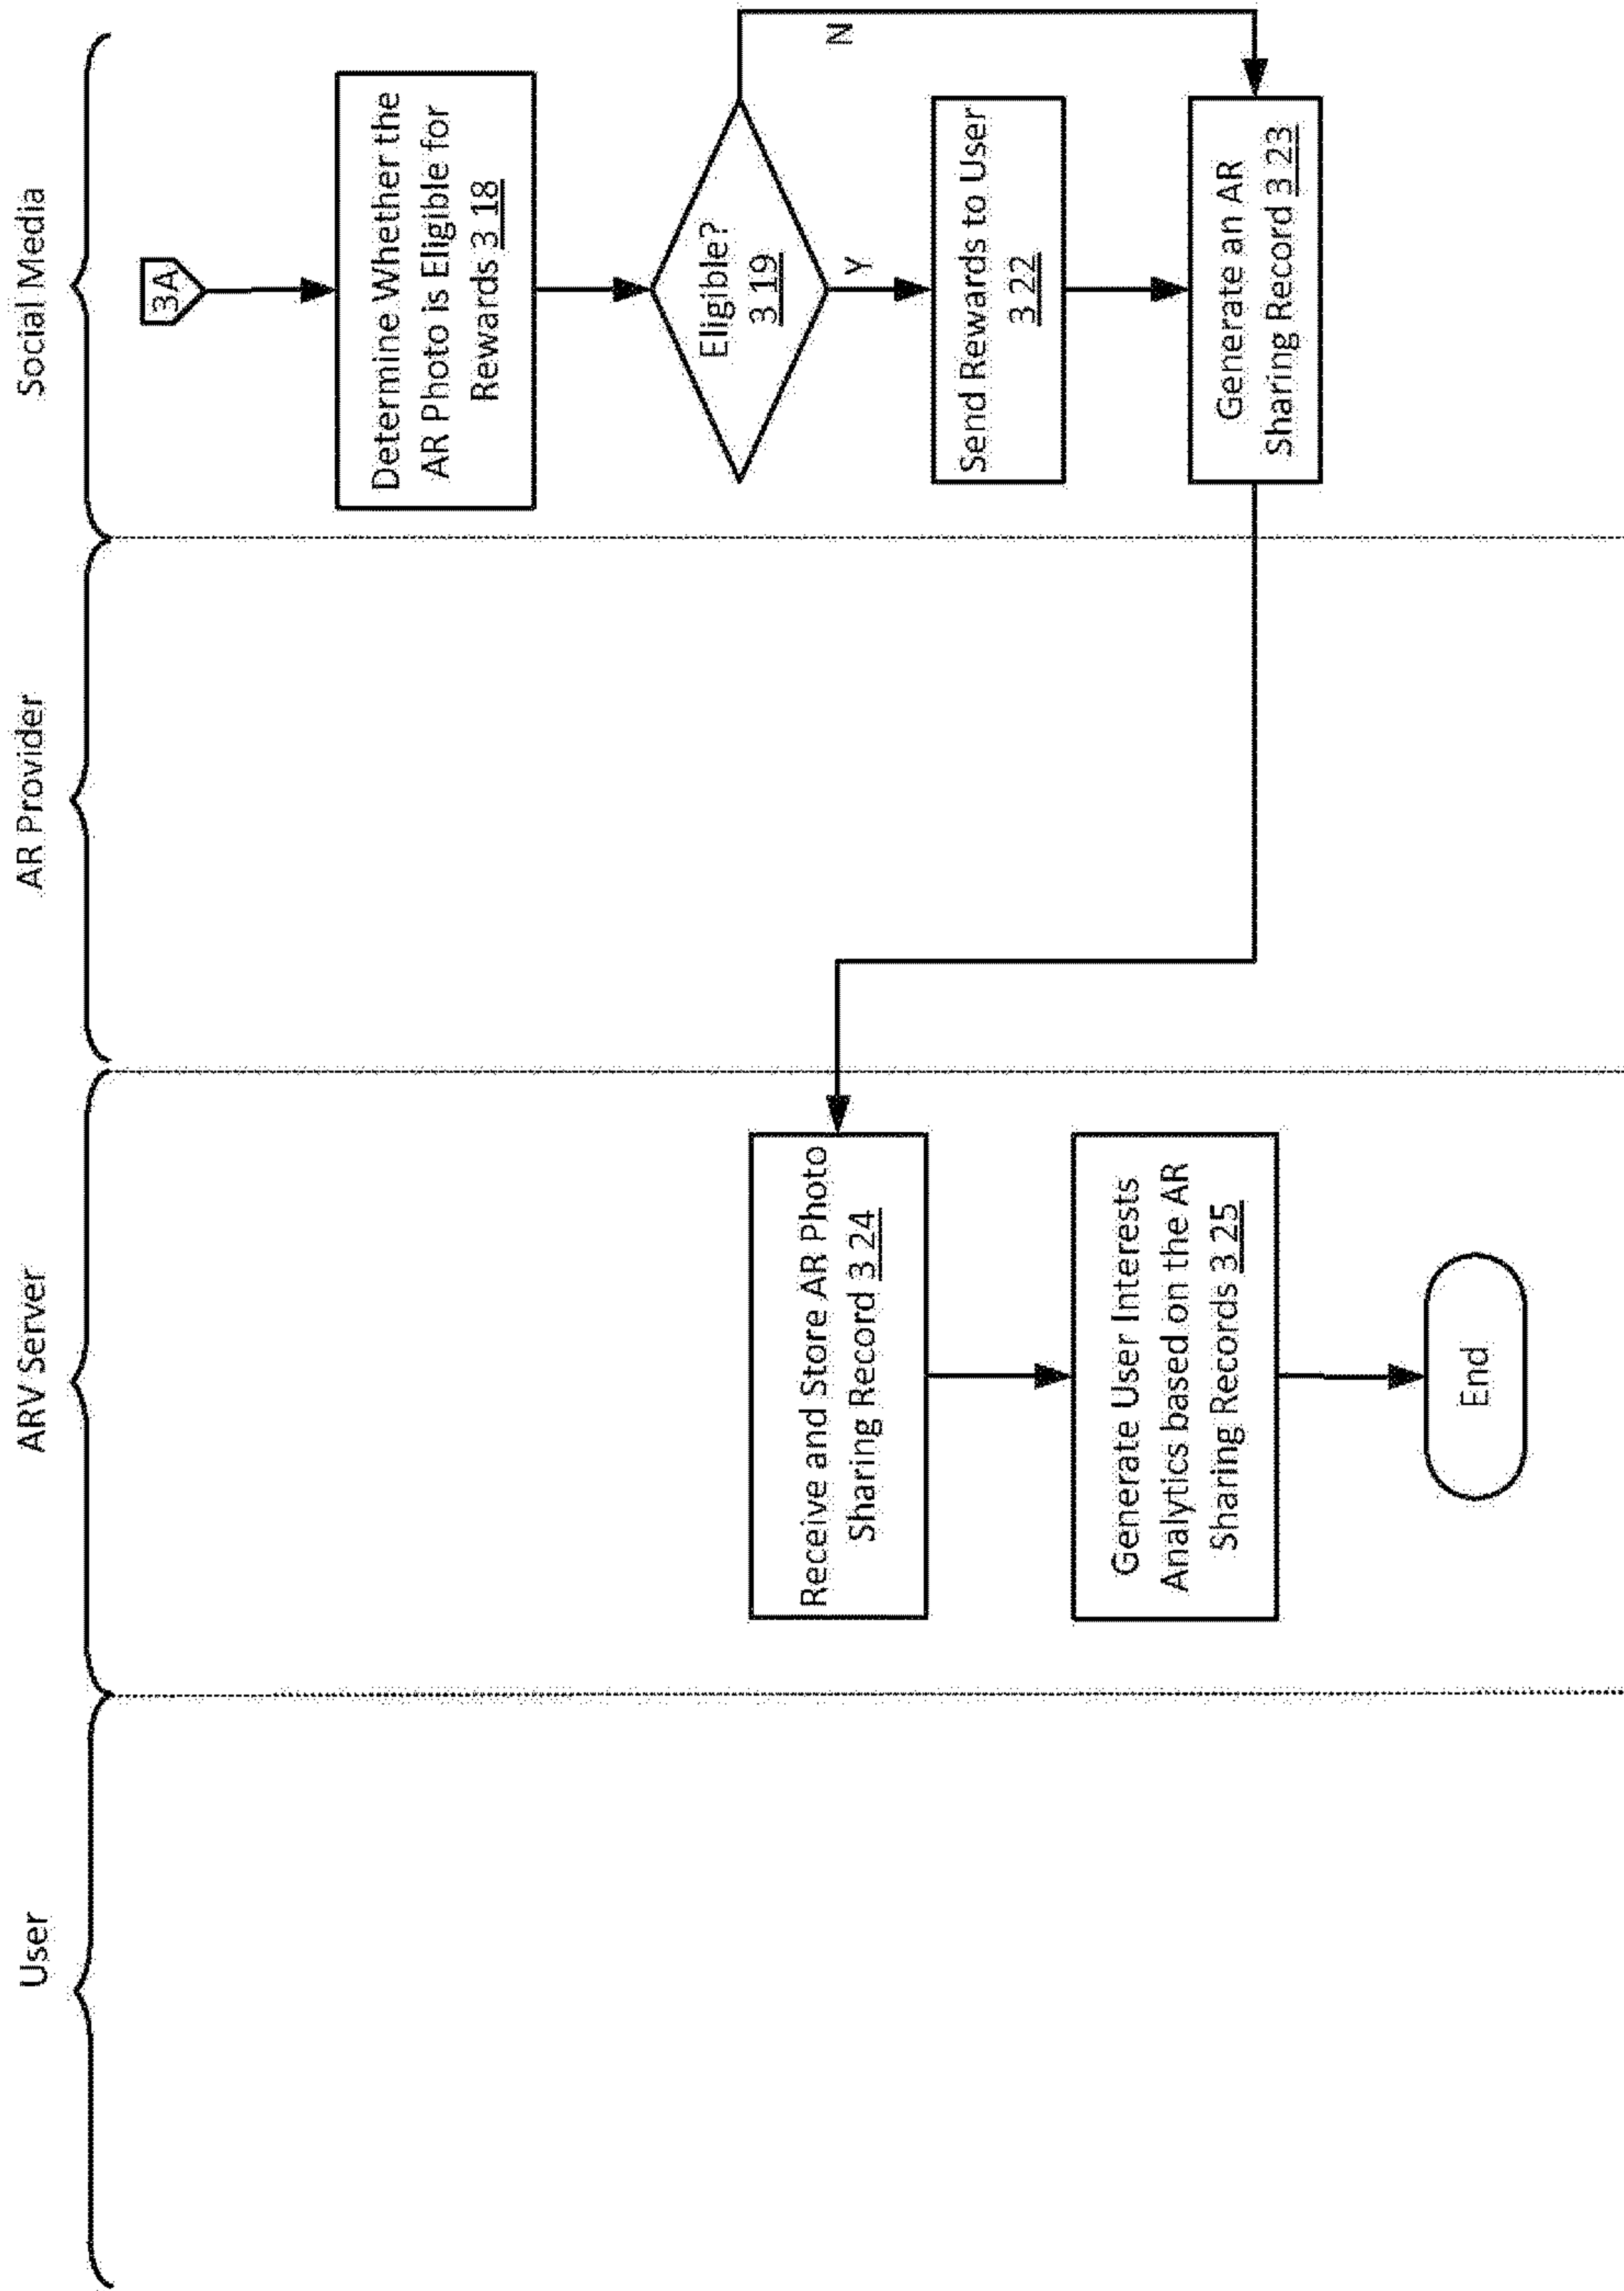 User
ARV Server
AR Provider
Social Media
3A
Determine Whether the
AR Photo is Eligible for
Rewards 3 18
Eligible?
3 19
N
Y
Send Rewards to User
3 22
Generate an AR
Sharing Record 3 23
Receive and Store AR Photo
Sharing Record 3 24
Generate User Interests
Analytics based on the AR
Sharing Records 3 25
End